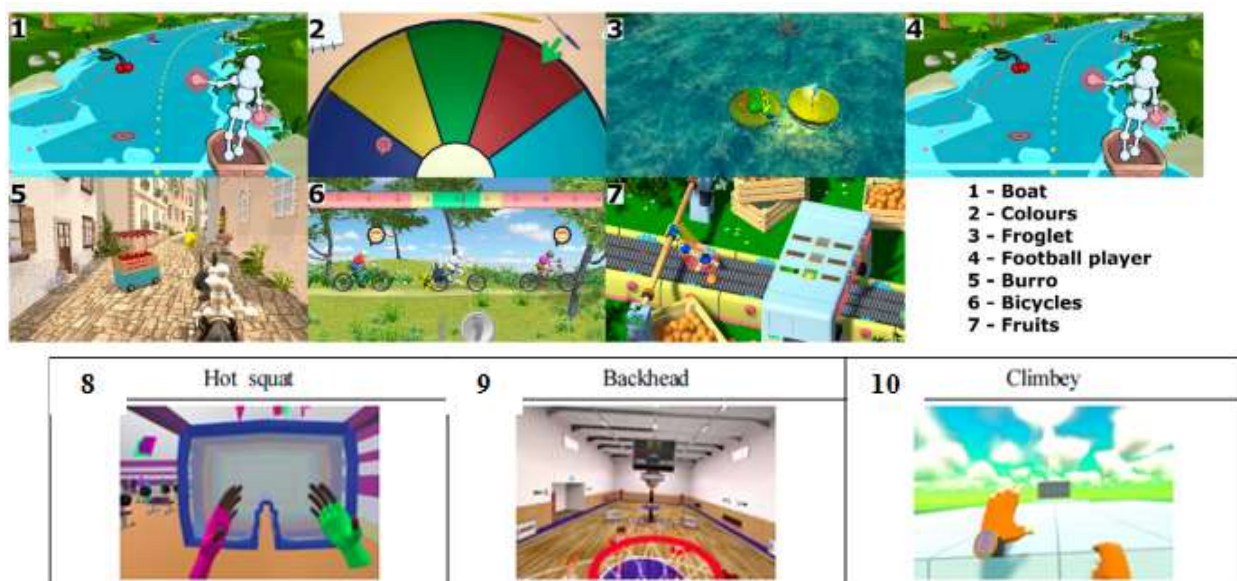 1
2
3
4
5
6
7
1 - Boat
2 - Colours
3 - Froglet
4 - Football player
5 - Burro
6 - Bicycles
7 - Fruits
8 Hot squat
9 Backhead
10 Climbey